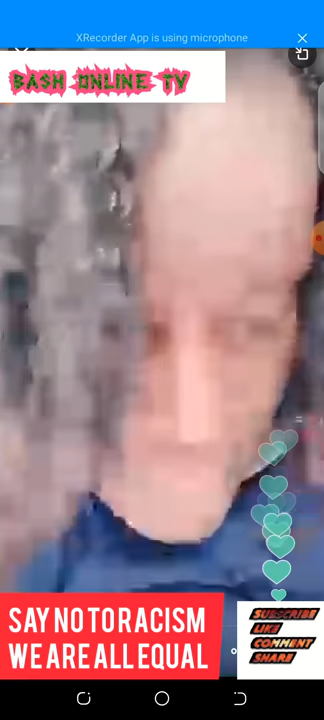 XRecorder App is using microphone
BASH ONLINE TV
SAY NO TO RACISM
WE ARE ALL EQUAL
SUBSCRIBE
LIKE
COMMENT
SHARE